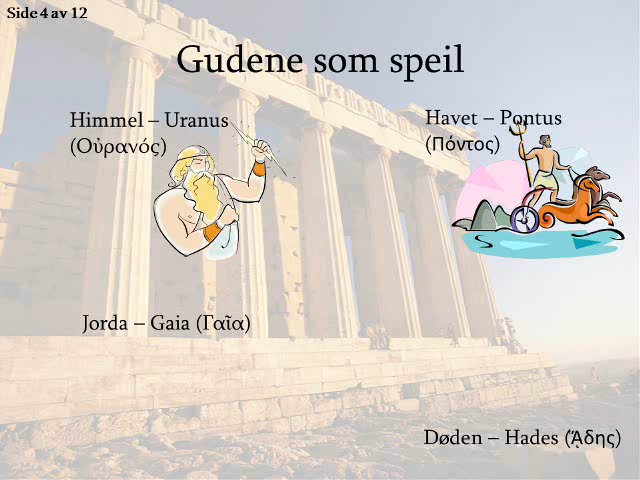 Side 4 av 12
Gudene som speil
Himmel – Uranus
(Οὐρανός)
Havet – Pontus
(Πόντος)
Jorda – Gaia (Γαῖα)
Døden – Hades (ᾍδης)